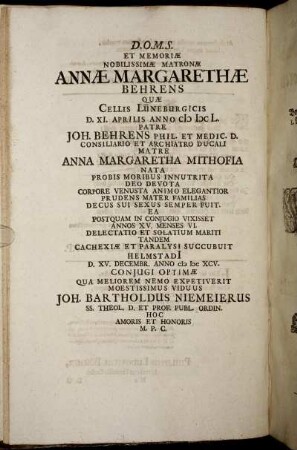 D.O.M.S.
ET MEMORIÆ
NOBILISSIMÆ MATRONÆ
ANNÆ MARGARETHÆ
BEHRENS
QUÆ
CELLIS LUNEBURGICIS
D. XI. APRILIS ANNO cIɔ Iɔc L.
PATRE
JOH. BEHRENS PHIL. ET MEDIC. D.
CONSILIARIO ET ARCHIATRO DUCALI
MATRE
ANNA MARGARETHA MITHOFIA
NATA
PROBIS MORIBUS INNUTRITA
DEO DEVOTA
CORPORE VENUSTA ANIMO ELEGANTIOR
PRUDENS MATER FAMILIAS
DECUS SUI SEXUS SEMPER FUIT.
EA
POSTQUAM IN CONJUGIO VIXISSET
ANNOS XV. MENSES VI.
DELECTATIO ET SOLATIUM MARITI
TANDEM
CACHEXIÆ ET PARALYSI SUCCUBUIT
HELMSTADI
D. XV. DECEMBR. ANNO cIɔ Iɔc XCV.
CONJUGI OPTIMÆ
QUA MELIOREM NEMO EXPETIVERIT
MOESTISSIMUS VIDUUS
JOH. BARTHOLDUS NIEMEIERUS
SS. THEOL. D. ET PROF. PUBL. ORDIN.
HOC
AMORIS ET HONORIS
M. P. C.